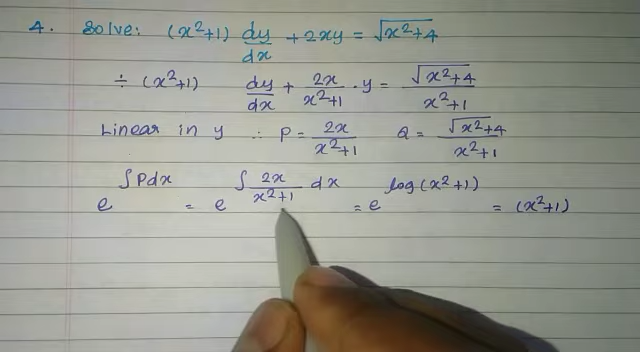 4. Solve: (x²+1) dy/dx + 2xy = √(x²+4)
÷ (x²+1) dy/dx + 2x/(x²+1) · y = √(x²+4)/(x²+1)
Linear in y ∴ P = 2x/(x²+1) Q = √(x²+4)/(x²+1)
e^(∫Pdx) = e^(∫ 2x/(x²+1) dx) = e^(log(x²+1)) = (x²+1)